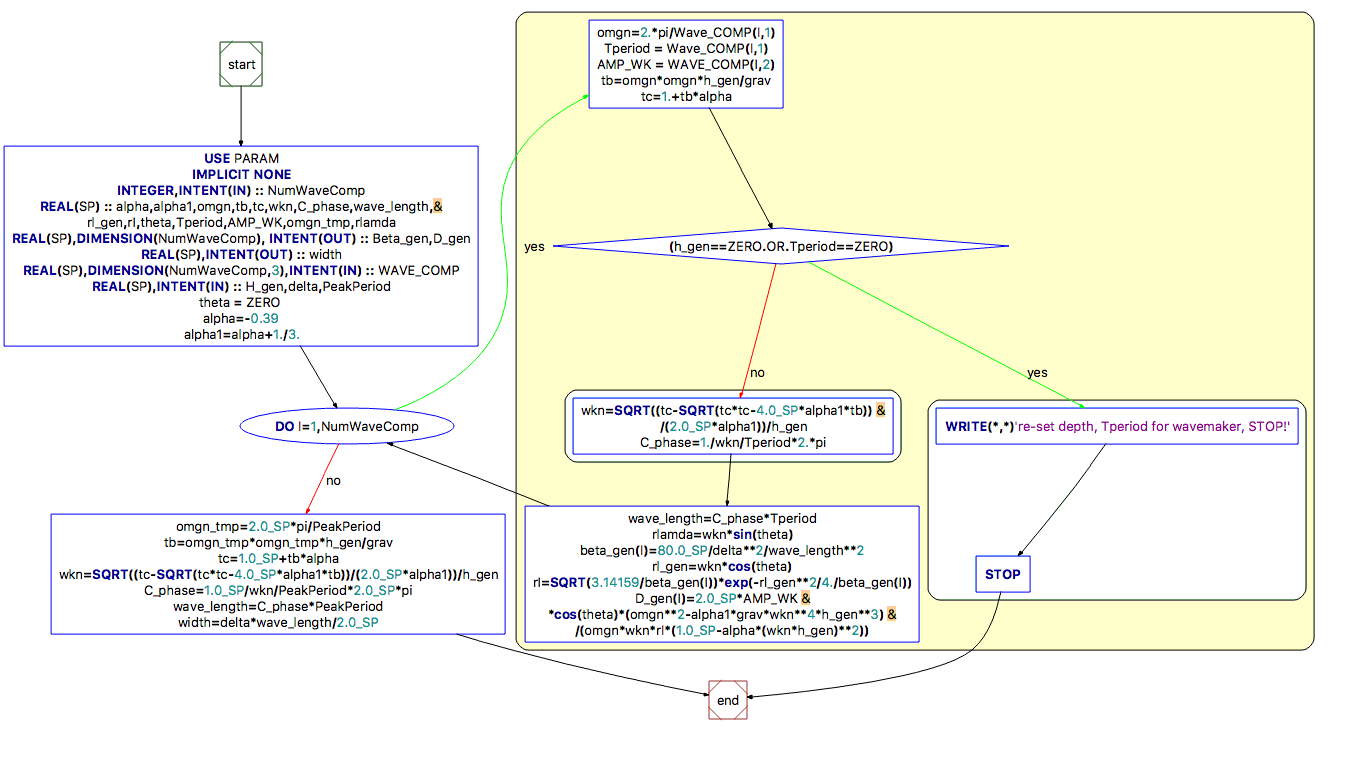 start
USE PARAM
IMPLICIT NONE
INTEGER,INTENT(IN) :: NumWaveComp
REAL(SP) :: alpha,alpha1,omgn,tb,tc,wkn,C_phase,wave_length,&
rl_gen,rI,theta,Tperiod,AMP_WK,omgn_tmp,rlamda
REAL(SP),DIMENSION(NumWaveComp), INTENT(OUT) :: Beta_gen,D_gen
REAL(SP),INTENT(OUT) :: width
REAL(SP),DIMENSION(NumWaveComp,3),INTENT(IN) :: WAVE_COMP
REAL(SP),INTENT(IN) :: H_gen,delta,PeakPeriod
theta = ZERO
alpha=-0.39
alpha1=alpha+1./3.
DO I=1,NumWaveComp
yes
no
omgn=2.*pi/Wave_COMP(I,1)
Tperiod = Wave_COMP(I,1)
AMP_WK = WAVE_COMP(I,2)
tb=omgn*omgn*h_gen/grav
tc=1.+tb*alpha
(h_gen==ZERO.OR.Tperiod==ZERO)
no
yes
wkn=SQRT((tc-SQRT(tc*tc-4.0_SP*alpha1*tb)) &
/(2.0_SP*alpha1))/h_gen
C_phase=1./wkn/Tperiod*2.*pi
WRITE(*,*)'re-set depth, Tperiod for wavemaker, STOP!'
STOP
wave_length=C_phase*Tperiod
rlamda=wkn*sin(theta)
beta_gen(I)=80.0_SP/delta**2/wave_length**2
rl_gen=wkn*cos(theta)
rI=SQRT(3.14159/beta_gen(I))*exp(-rl_gen**2/4./beta_gen(I))
D_gen(I)=2.0_SP*AMP_WK &
*cos(theta)*(omgn**2-alpha1*grav*wkn**4*h_gen**3) &
/(omgn*wkn*rI*(1.0_SP-alpha*(wkn*h_gen)**2))
omgn_tmp=2.0_SP*pi/PeakPeriod
tb=omgn_tmp*omgn_tmp*h_gen/grav
tc=1.0_SP+tb*alpha
wkn=SQRT((tc-SQRT(tc*tc-4.0_SP*alpha1*tb))/(2.0_SP*alpha1))/h_gen
C_phase=1.0_SP/wkn/PeakPeriod*2.0_SP*pi
wave_length=C_phase*PeakPeriod
width=delta*wave_length/2.0_SP
end